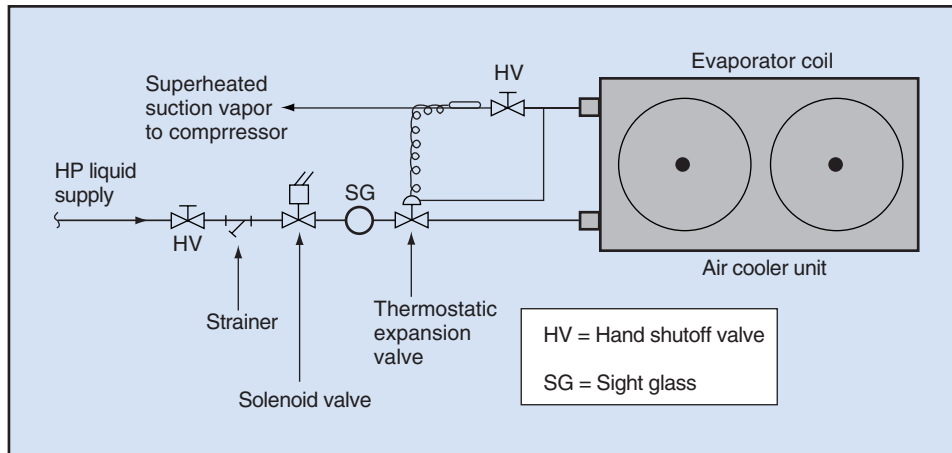 Evaporator coil
HV
Superheated
suction vapor
to comprressor
HP liquid
supply
SG
HV
Air cooler unit
Strainer
Thermostatic
expansion
valve
Solenoid valve
HV = Hand shutoff valve
SG = Sight glass